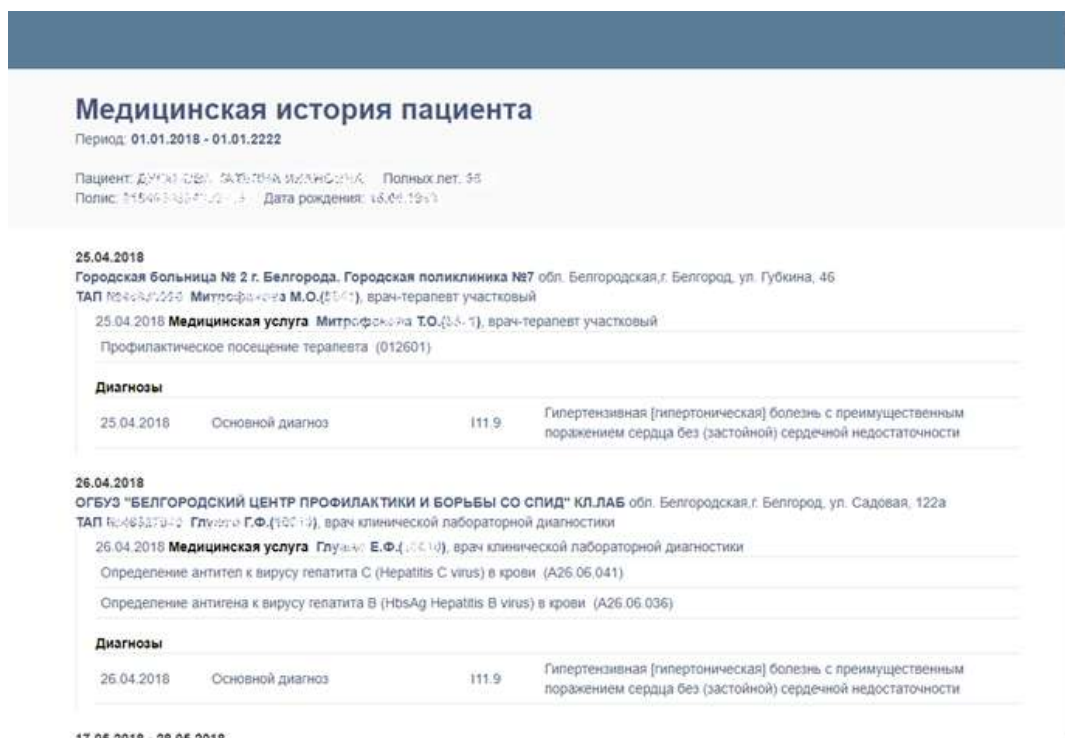 Медицинская история пациента
Период: 01.01.2018 - 01.01.2222
Пациент: Полных лет:
Полис: Дата рождения:
25.04.2018
Городская больница № 2 г. Белгорода. Городская поликлиника №7 обл. Белгородская,г. Белгород, ул. Губкина, 46
ТАП М.О. врач-терапевт участковый
25.04.2018 Медицинская услуга Т.О. врач-терапевт участковый
Профилактическое посещение терапевта (012601)
Диагнозы
25.04.2018 Основной диагноз I11.9 Гипертензивная [гипертоническая] болезнь с преимущественным
поражением сердца без (застойной) сердечной недостаточности
26.04.2018
ОГБУЗ "БЕЛГОРОДСКИЙ ЦЕНТР ПРОФИЛАКТИКИ И БОРЬБЫ СО СПИД" КЛ.ЛАБ обл. Белгородская,г. Белгород, ул. Садовая, 122а
ТАП Г.Ф. врач клинической лабораторной диагностики
26.04.2018 Медицинская услуга Е.Ф. врач клинической лабораторной диагностики
Определение антител к вирусу гепатита С (Hepatitis C virus) в крови (A26.06.041)
Определение антигена к вирусу гепатита В (HbsAg Hepatitis B virus) в крови (A26.06.036)
Диагнозы
26.04.2018 Основной диагноз I11.9 Гипертензивная [гипертоническая] болезнь с преимущественным
поражением сердца без (застойной) сердечной недостаточности